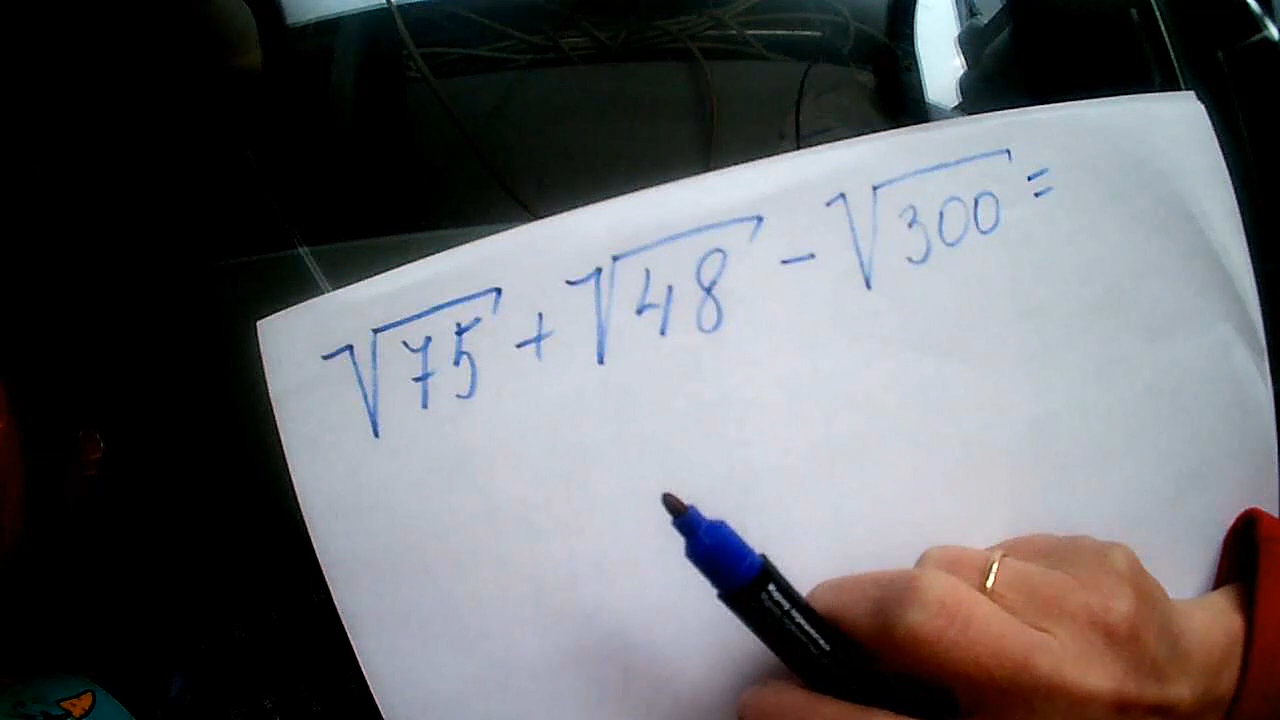 √75 + √48 - √300 =